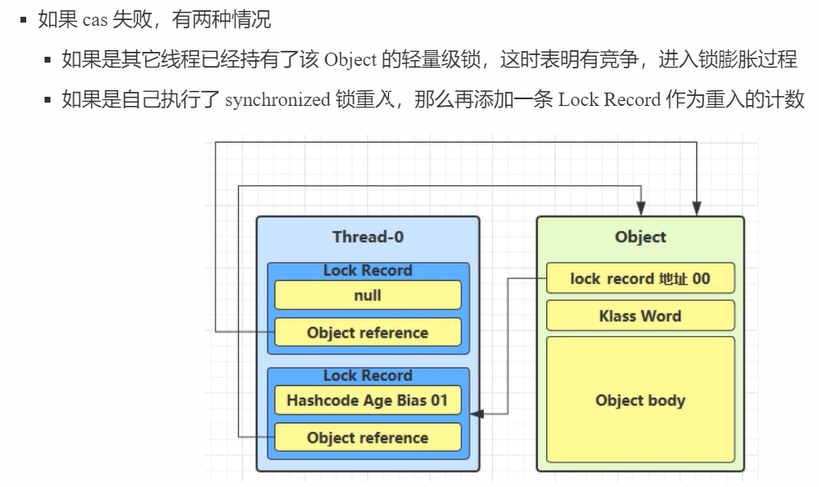 如果 cas 失败，有两种情况
如果是其它线程已经持有了该 Object 的轻量级锁，这时表明有竞争，进入锁膨胀过程
如果是自己执行了 synchronized 锁重入，那么再添加一条 Lock Record 作为重入的计数
Thread-0
Lock Record
null
Object reference
Lock Record
Hashcode Age Bias 01
Object reference
Object
lock record 地址 00
Klass Word
Object body